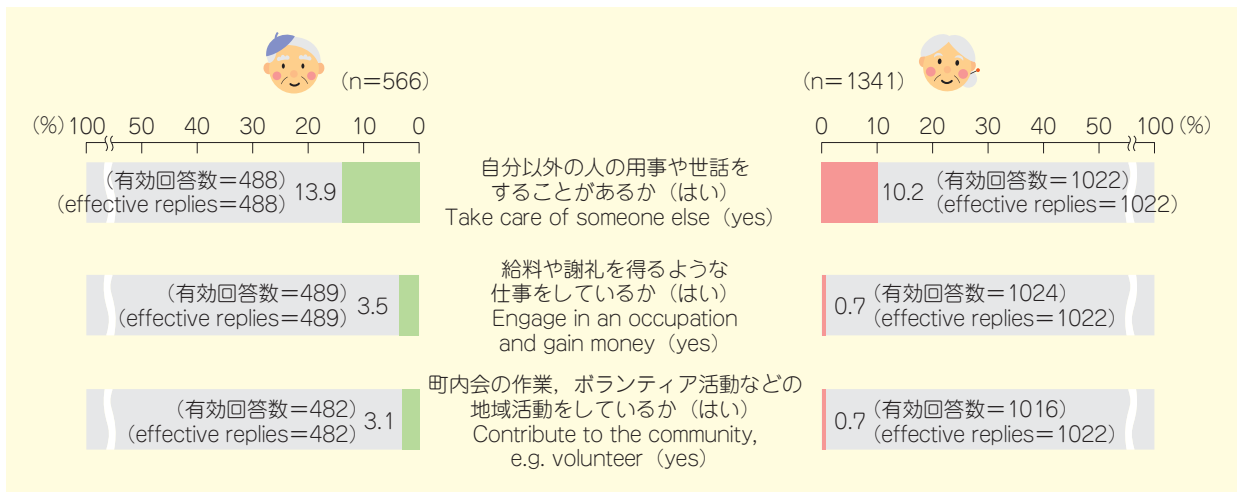 (n=566)
(n=1341)
(%) 100 50 40 30 20 10 0
0 10 20 30 40 50 100 (%)
(有効回答数=488)
(effective replies=488) 13.9
自分以外の人の用事や世話を
することがあるか(はい)
Take care of someone else (yes)
10.2 (有効回答数=1022)
(effective replies=1022)
(有効回答数=489)
(effective replies=489) 3.5
給料や謝礼を得るような
仕事をしているか(はい)
Engage in an occupation
and gain money (yes)
0.7 (有効回答数=1024)
(effective replies=1022)
(有効回答数=482)
(effective replies=482) 3.1
町内会の作業,ボランティア活動などの
地域活動をしているか(はい)
Contribute to the community,
e.g. volunteer (yes)
0.7 (有効回答数=1016)
(effective replies=1022)